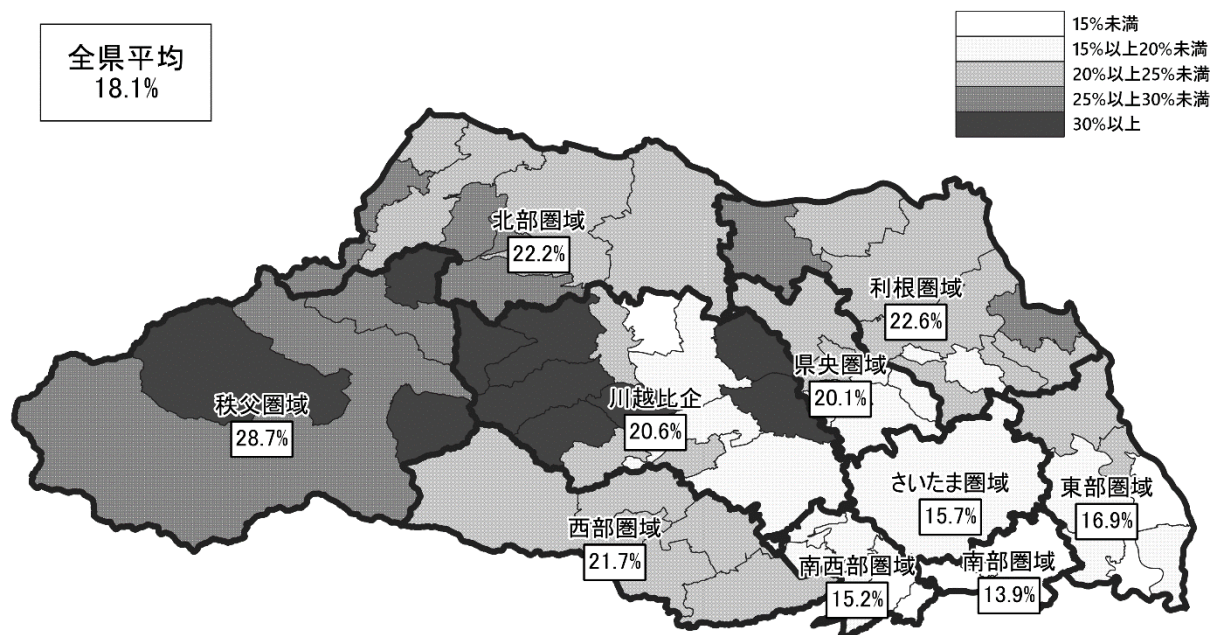 全県平均
18.1%
15%未満
15%以上20%未満
20%以上25%未満
25%以上30%未満
30%以上
北部圏域
22.2%
利根圏域
22.6%
県央圏域
20.1%
川越比企
20.6%
秩父圏域
28.7%
さいたま圏域
15.7%
東部圏域
16.9%
西部圏域
21.7%
南西部圏域
15.2%
南部圏域
13.9%